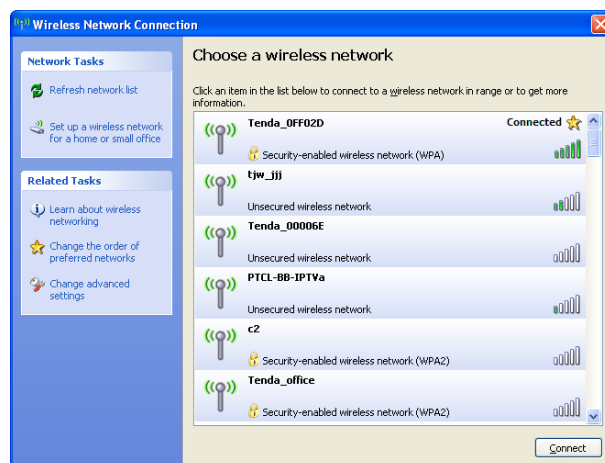 Wireless Network Connection
Network Tasks
Refresh network list
Set up a wireless network
for a home or small office
Related Tasks
Learn about wireless
networking
Change the order of
preferred networks
Change advanced
settings
Choose a wireless network
Click an item in the list below to connect to a wireless network in range or to get more
information.
Tenda_0FF02D Connected
Security-enabled wireless network (WPA)
tjw_jjj
Unsecured wireless network
Tenda_00006E
Unsecured wireless network
PTCL-BB-IPTVa
Unsecured wireless network
c2
Security-enabled wireless network (WPA2)
Tenda_office
Security-enabled wireless network (WPA2)
Connect